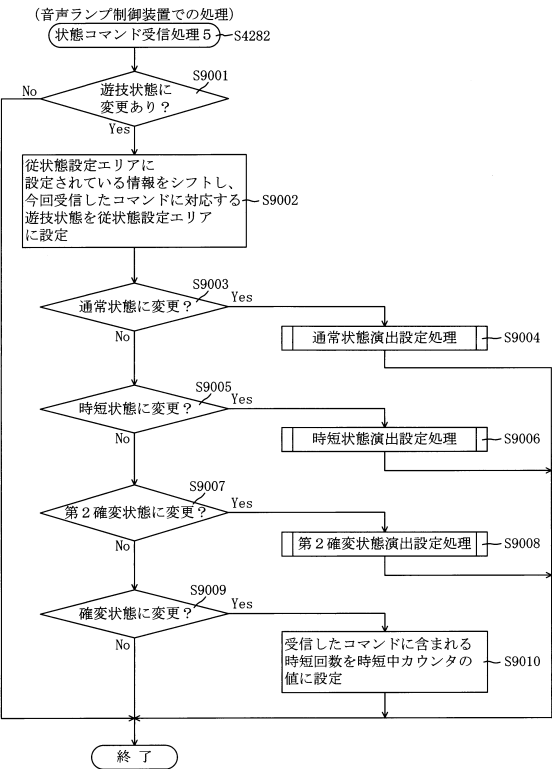 (音声ランプ制御装置での処理)
状態コマンド受信処理5
S4282
S9001
遊技状態に
変更あり？
No
Yes
従状態設定エリアに
設定されている情報をシフトし、
今回受信したコマンドに対応する
遊技状態を従状態設定エリア
に設定
S9002
S9003
通常状態に変更？
Yes
No
通常状態演出設定処理
S9004
S9005
時短状態に変更？
Yes
No
時短状態演出設定処理
S9006
S9007
第2確変状態に変更？
Yes
No
第2確変状態演出設定処理
S9008
S9009
確変状態に変更？
Yes
No
受信したコマンドに含まれる
時短回数を時短中カウンタの
値に設定
S9010
終了